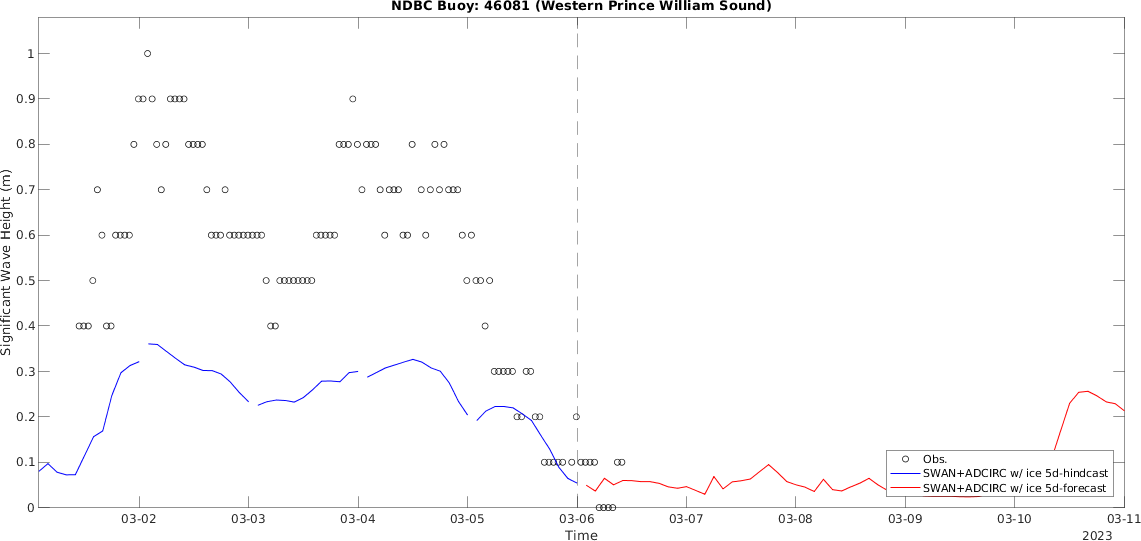 NDBC Buoy: 46081 (Western Prince William Sound)
Significant Wave Height (m)
1
0.9
0.8
0.7
0.6
0.5
0.4
0.3
0.2
0.1
0
03-02 03-03 03-04 03-05 03-06 03-07 03-08 03-09 03-10 03-11
Time
2023
Obs.
SWAN+ADCIRC w/ ice 5d-hindcast
SWAN+ADCIRC w/ ice 5d-forecast